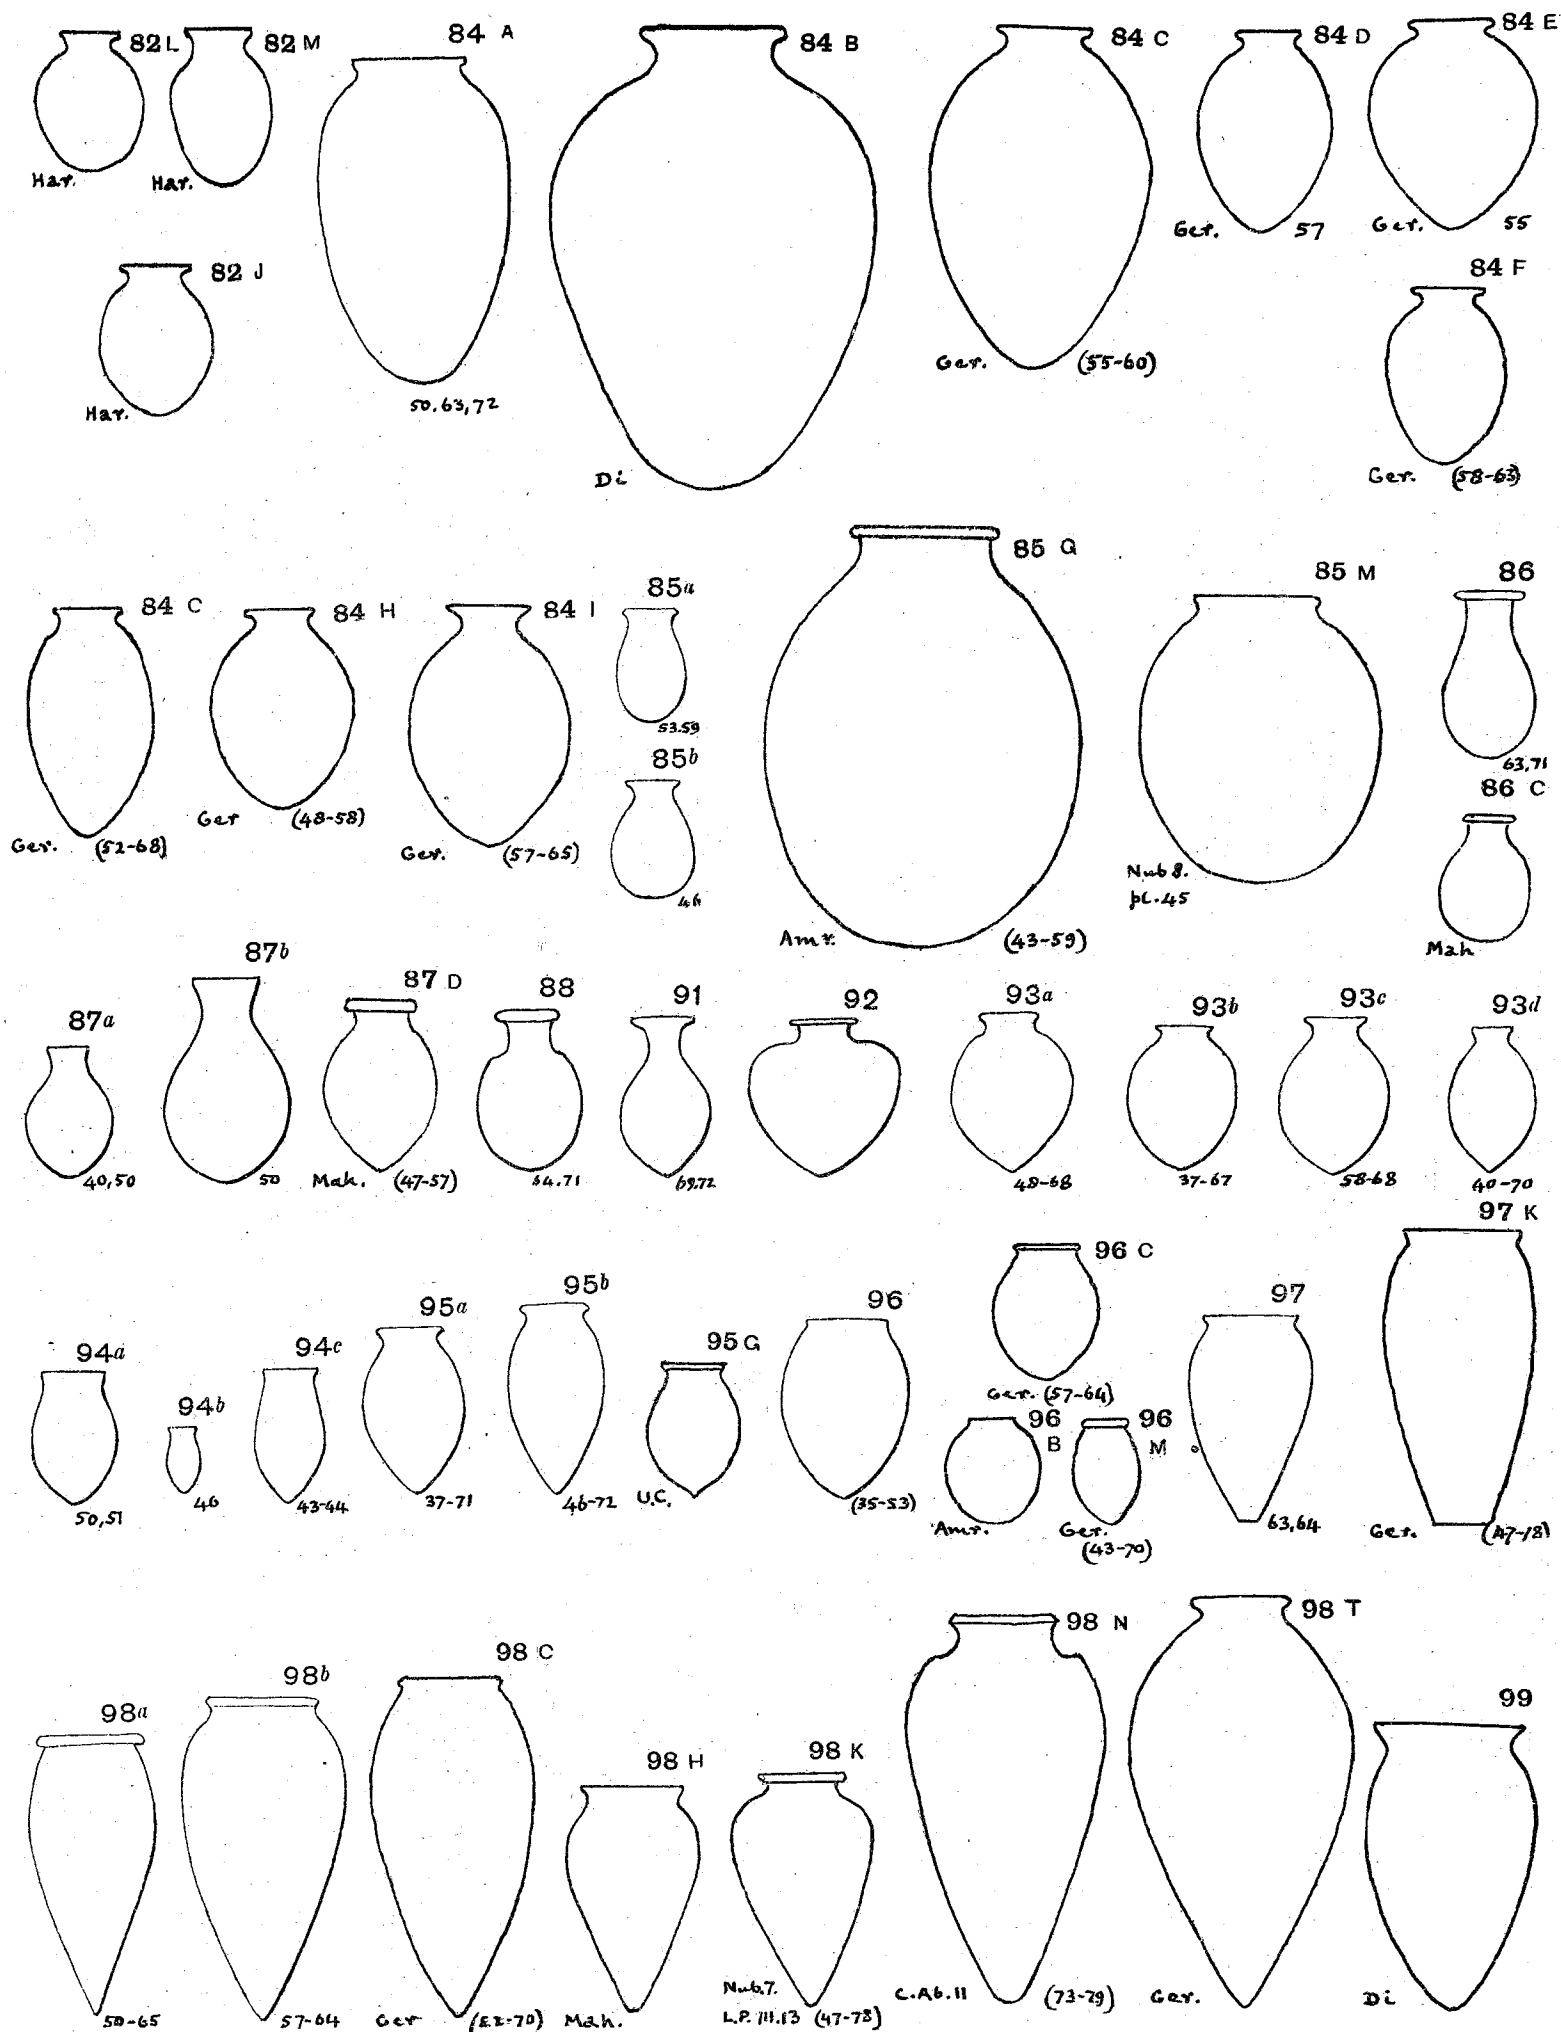 82 L
82 M
84 A
84 B
84 C
84 D
84 E
Har.
Har.
Ger.
57
Ger.
55
82 J
84 F
Har.
50.63,72
Ger.
(55-60)
Di
Ger.
(58-63)
84 C
84 H
84 I
85a
85 G
85 M
86
53.59
85b
63,71
86 C
Ger.
(52-68)
Ger
(48-58)
Ger.
(57-65)
46
Amr.
(43-59)
Nub 8.
pl.45
Mah
87a
87b
87 D
88
91
92
93a
93b
93c
93d
40,50
50
Mah.
(47-57)
64.71
69.72
48-68
37-67
58-68
40-70
97 K
96 C
94a
94b
94c
95a
95b
95 G
96
97
Ger. (57-64)
96
B
96
M
50,51
46
43-44
37-71
46-72
U.C.
(35-53)
Amr.
Ger.
(43-70)
63,64
Ger.
98a
98b
98 C
98 H
98 K
98 N
98 T
99
50-65
57-64
Ger
(52-70)
Mah.
Nub.7.
L.P. 111.13 (47-78)
C.Ab.11
(73-79)
Ger.
Di